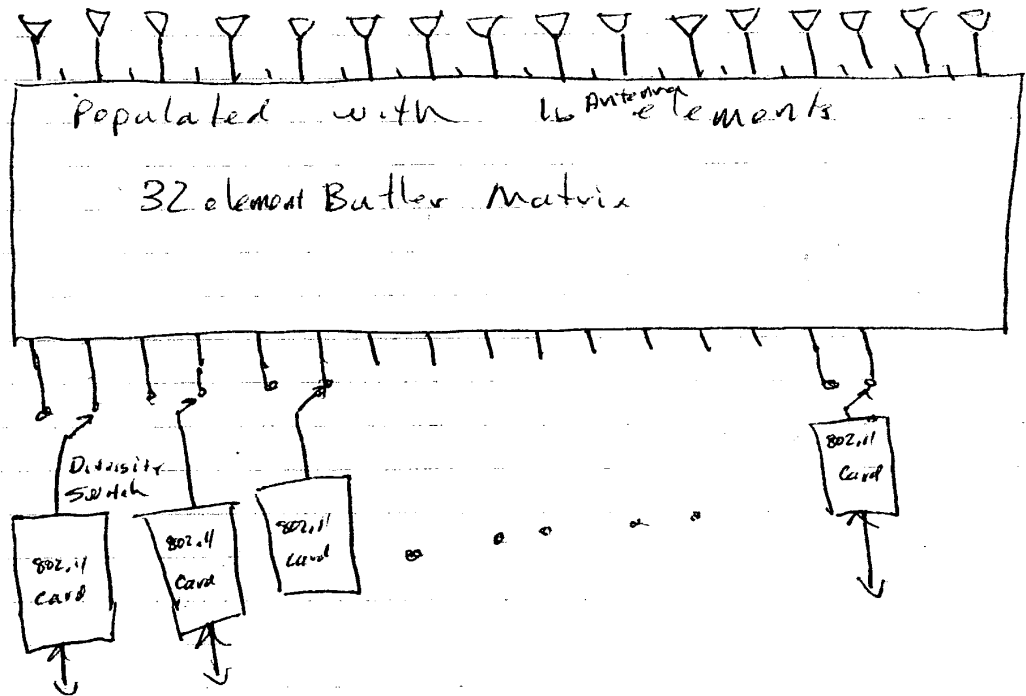 Populated with 16 Antenna elements
32 element Butler Matrix
Diversity
Switch
802.11
Card
802.11
Card
802.11
Card
802.11
Card